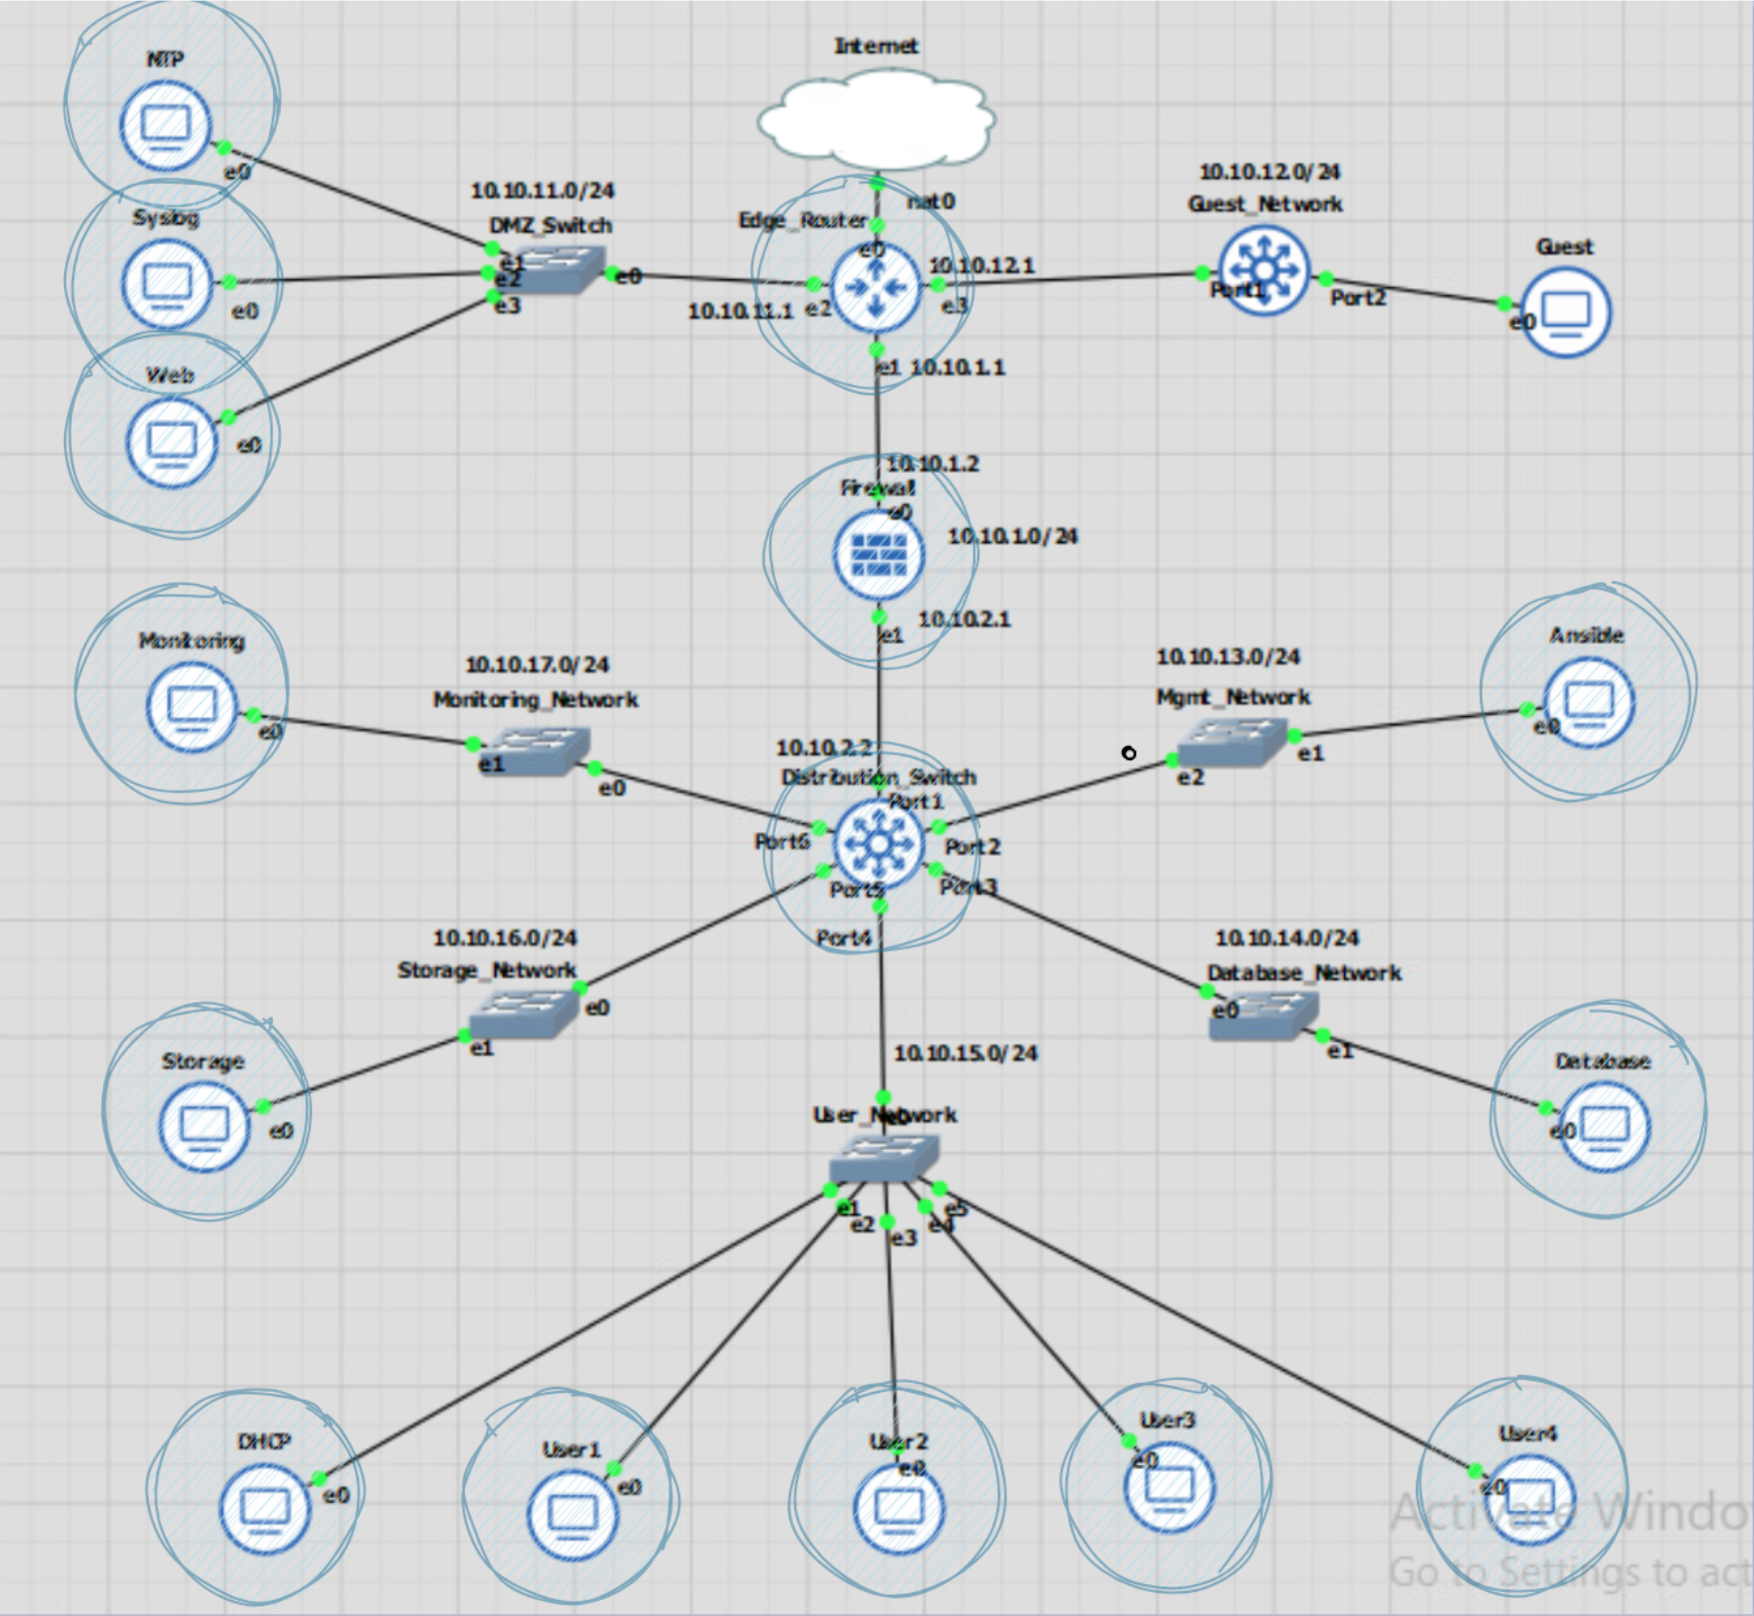 Internet
NTP
e0
10.10.11.0/24
DMZ_Switch
e1
e2
e3
e0
Syslog
e0
Web
e0
nat0
Edge_Router
e0
10.10.12.1
10.10.11.1
e2
e3
e1
10.10.1.1
10.10.12.0/24
Guest_Network
Port1
Port2
Guest
e0
10.10.1.2
Firewall
e0
10.10.1.0/24
10.10.2.1
e1
Monitoring
e0
10.10.17.0/24
Monitoring_Network
e1
e0
10.10.13.0/24
Mgmt_Network
e1
e2
Ansible
e0
10.10.2.2
Distribution_Switch
Port1
Port6
Port2
Port5
Port3
Port4
10.10.16.0/24
Storage_Network
e0
e1
Storage
e0
10.10.14.0/24
Database_Network
e0
e1
Database
e0
10.10.15.0/24
User_Network
e0
e1
e2
e3
e4
e5
DHCP
e0
User1
e0
User2
e0
User3
e0
User4
e0
Activate Windo
Go to Settings to act